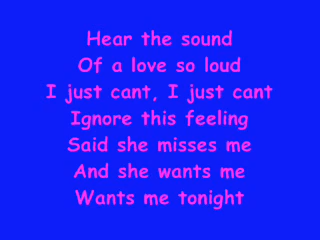 Hear the sound
Of a love so loud
I just cant, I just cant
Ignore this feeling
Said she misses me
And she wants me
Wants me tonight